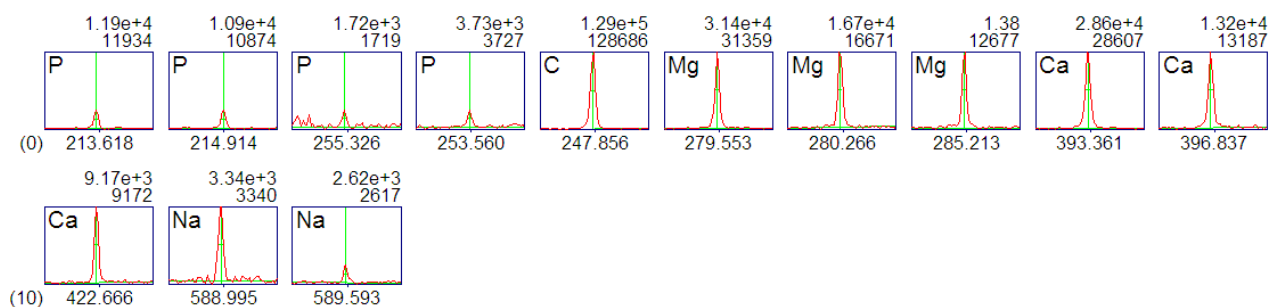 1.19e+4 1.09e+4 1.72e+3 3.73e+3 1.29e+5 3.14e+4 1.67e+4 1.38 2.86e+4 1.32e+4
11934 10874 1719 3727 128686 31359 16671 12677 28607 13187
P P P P C Mg Mg Mg Ca Ca
(0) 213.618 214.914 255.326 253.560 247.856 279.553 280.266 285.213 393.361 396.837
9.17e+3 3.34e+3 2.62e+3
9172 3340 2617
Ca Na Na
(10) 422.666 588.995 589.593